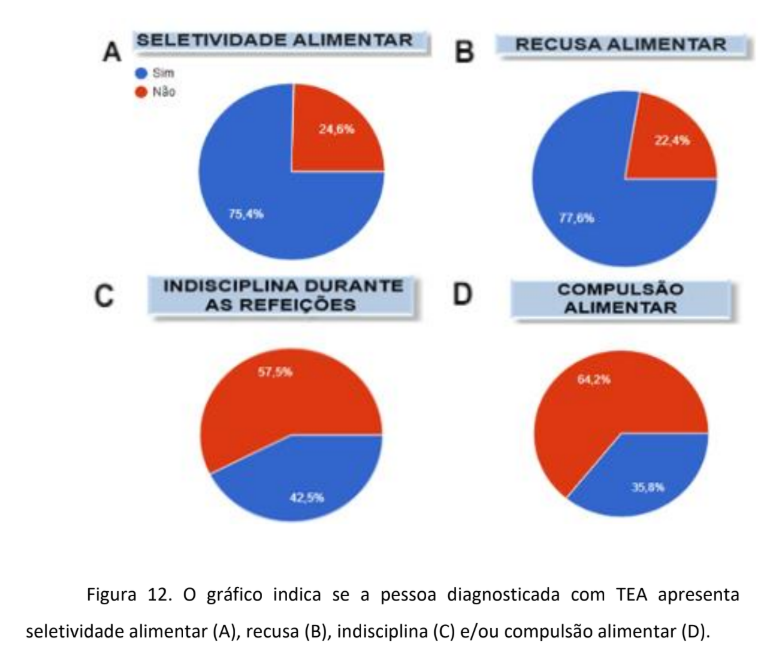 A
SELETIVIDADE ALIMENTAR
Sim
Não
24,6%
75,4%
B
RECUSA ALIMENTAR
22,4%
77,6%
C
INDISCIPLINA DURANTE
AS REFEIÇÕES
57,5%
42,5%
D
COMPULSÃO
ALIMENTAR
64,2%
35,8%
Figura 12. O gráfico indica se a pessoa diagnosticada com TEA apresenta
seletividade alimentar (A), recusa (B), indisciplina (C) e/ou compulsão alimentar (D).